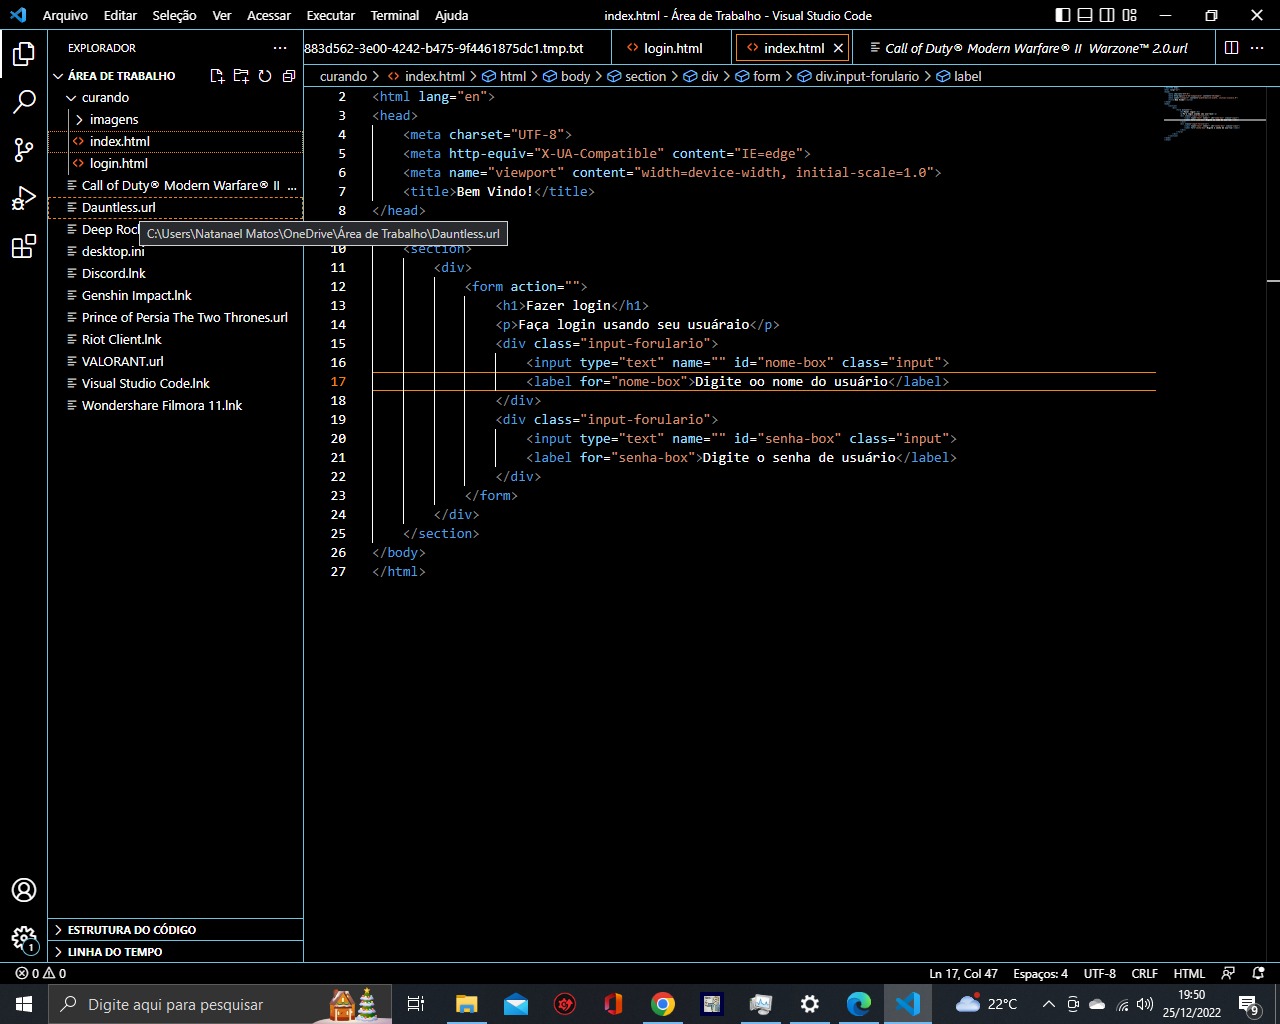 Arquivo Editar Seleção Ver Acessar Executar Terminal Ajuda
index.html - Área de Trabalho - Visual Studio Code
EXPLORADOR
ÁREA DE TRABALHO
curando
imagens
index.html
login.html
Call of Duty® Modern Warfare® II ...
Dauntless.url
Deep Roc
C:\Users\Natanael Matos\OneDrive\Área de Trabalho\Dauntless.url
desktop.ini
Discord.lnk
Genshin Impact.lnk
Prince of Persia The Two Thrones.url
Riot Client.lnk
VALORANT.url
Visual Studio Code.lnk
Wondershare Filmora 11.lnk
ESTRUTURA DO CÓDIGO
LINHA DO TEMPO
883d562-3e00-4242-b475-9f4461875dc1.tmp.txt
login.html
index.html
Call of Duty® Modern Warfare® II Warzone™ 2.0.url
curando > index.html > html > body > section > div > form > div.input-forulario > label
2 <html lang="en">
3 <head>
4 <meta charset="UTF-8">
5 <meta http-equiv="X-UA-Compatible" content="IE=edge">
6 <meta name="viewport" content="width=device-width, initial-scale=1.0">
7 <title>Bem Vindo!</title>
8 </head>
10 <section>
11 <div>
12 <form action="">
13 <h1>Fazer login</h1>
14 <p>Faça login usando seu usuáraio</p>
15 <div class="input-forulario">
16 <input type="text" name="" id="nome-box" class="input">
17 <label for="nome-box">Digite oo nome do usuário</label>
18 </div>
19 <div class="input-forulario">
20 <input type="text" name="" id="senha-box" class="input">
21 <label for="senha-box">Digite o senha de usuário</label>
22 </div>
23 </form>
24 </div>
25 </section>
26 </body>
27 </html>
1
0 0
Ln 17, Col 47 Espaços: 4 UTF-8 CRLF HTML
Digite aqui para pesquisar
22°C
19:50
25/12/2022
9